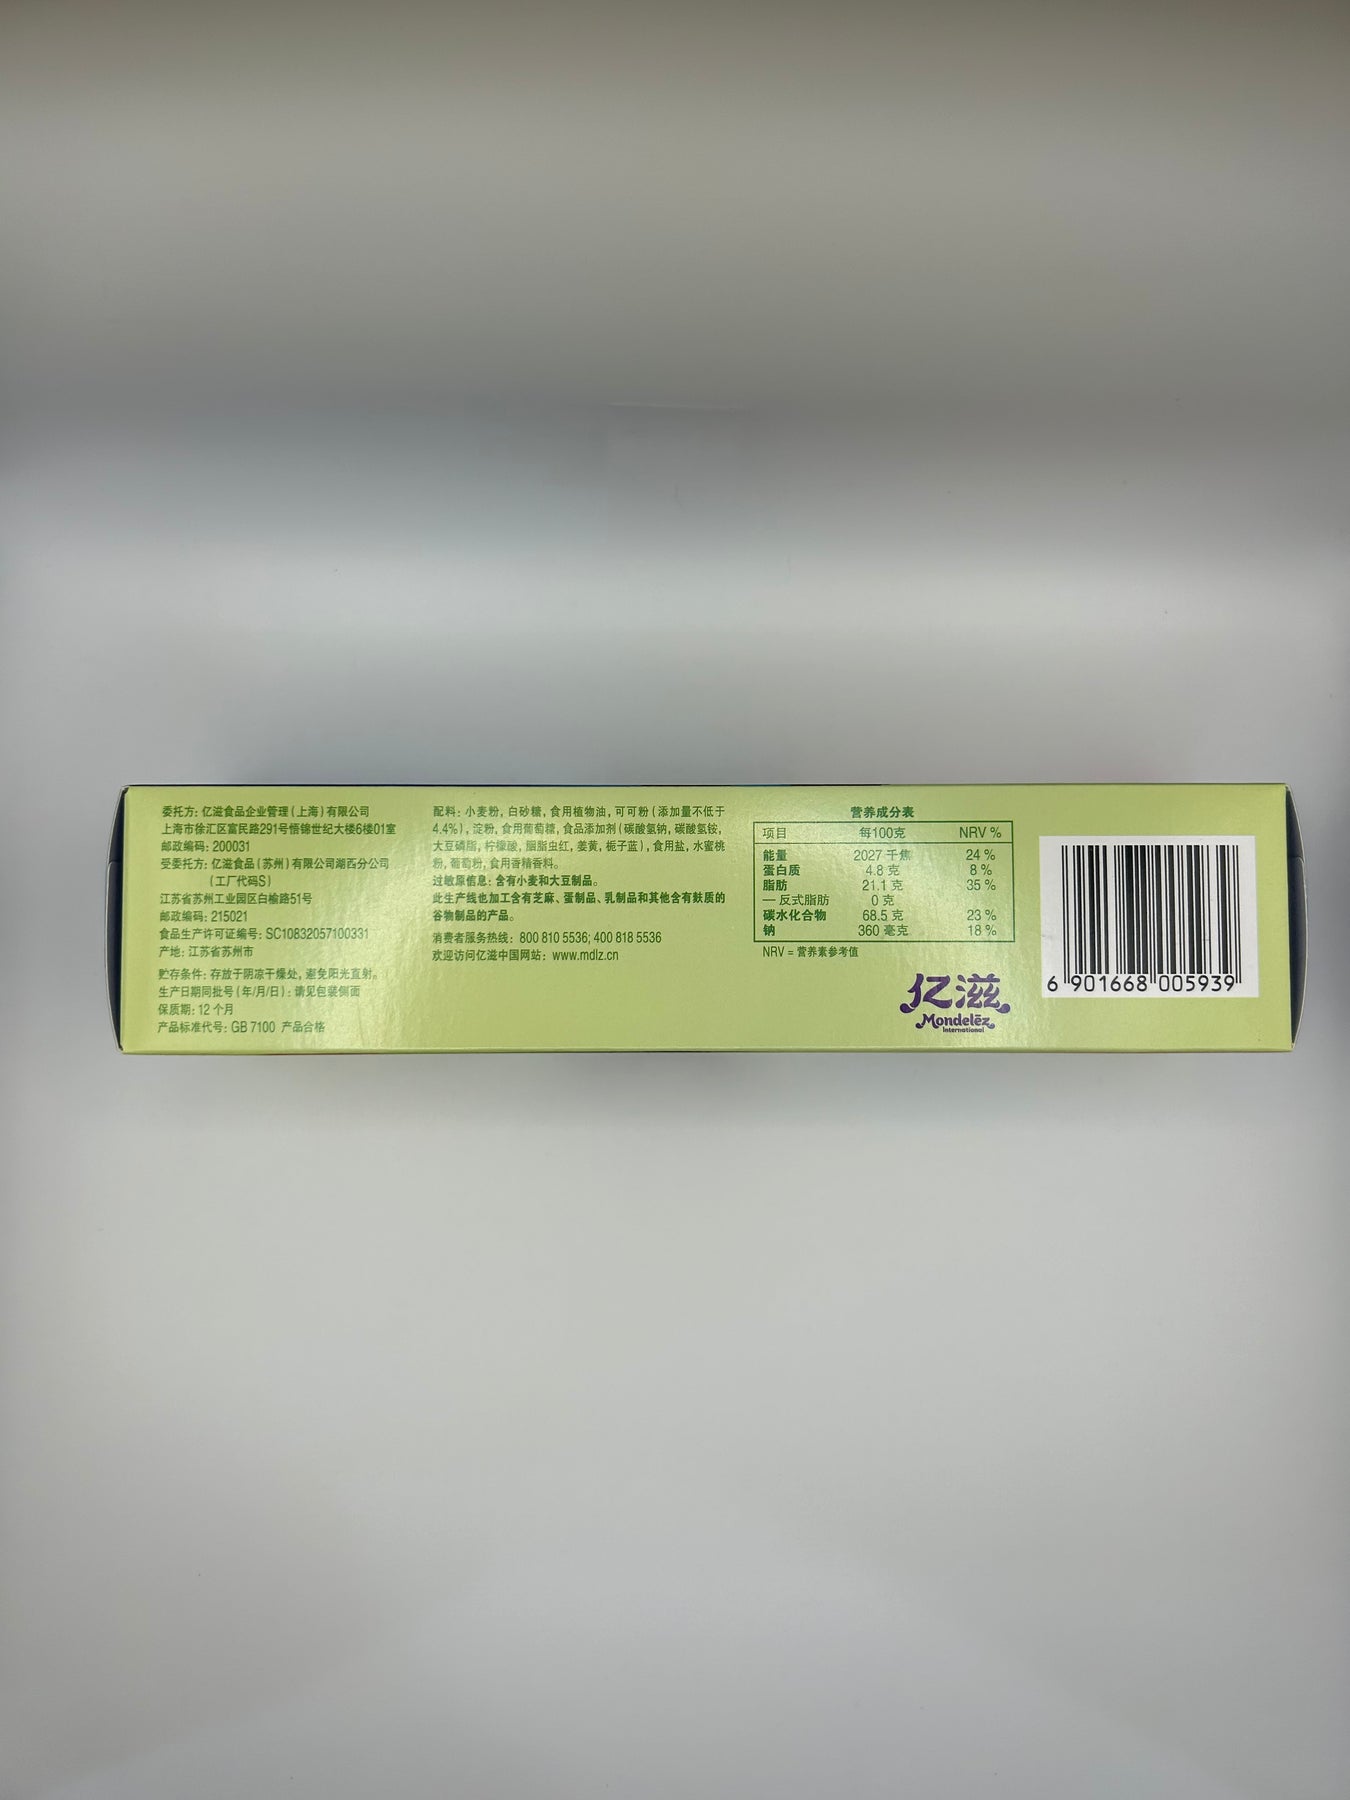 委托方: 亿滋食品企业管理(上海)有限公司
上海市徐汇区富民路291号悟锦世纪大楼6楼01室
邮政编码: 200031
受委托方: 亿滋食品(苏州)有限公司湖西分公司
(工厂代码S)
江苏省苏州工业园区白榆路51号
邮政编码: 215021
食品生产许可证编号: SC10832057100331
产地: 江苏省苏州市
贮存条件: 存放于阴凉干燥处, 避免阳光直射。
生产日期同批号(年/月/日): 请见包装侧面
保质期: 12个月
产品标准代号: GB 7100 产品合格
配料: 小麦粉, 白砂糖, 食用植物油, 可可粉(添加量不低于
4.4%), 淀粉, 食用葡萄糖, 食品添加剂(碳酸氢钠, 碳酸氢铵,
大豆磷脂, 柠檬酸, 胭脂虫红, 姜黄, 栀子蓝), 食用盐, 水蜜桃
粉, 葡萄粉, 食用香精香料。
过敏原信息: 含有小麦和大豆制品。
此生产线也加工含有芝麻、蛋制品、乳制品和其他含有麸质的
谷物制品的产品。
消费者服务热线: 800 810 5536; 400 818 5536
欢迎访问亿滋中国网站: www.mdlz.cn
营养成分表
项目 每100克 NRV %
能量 2027 千焦 24 %
蛋白质 4.8 克 8 %
脂肪 21.1 克 35 %
— 反式脂肪 0 克
碳水化合物 68.5 克 23 %
钠 360 毫克 18 %
NRV = 营养素参考值
亿滋
Mondelēz
International
6 901668 005939